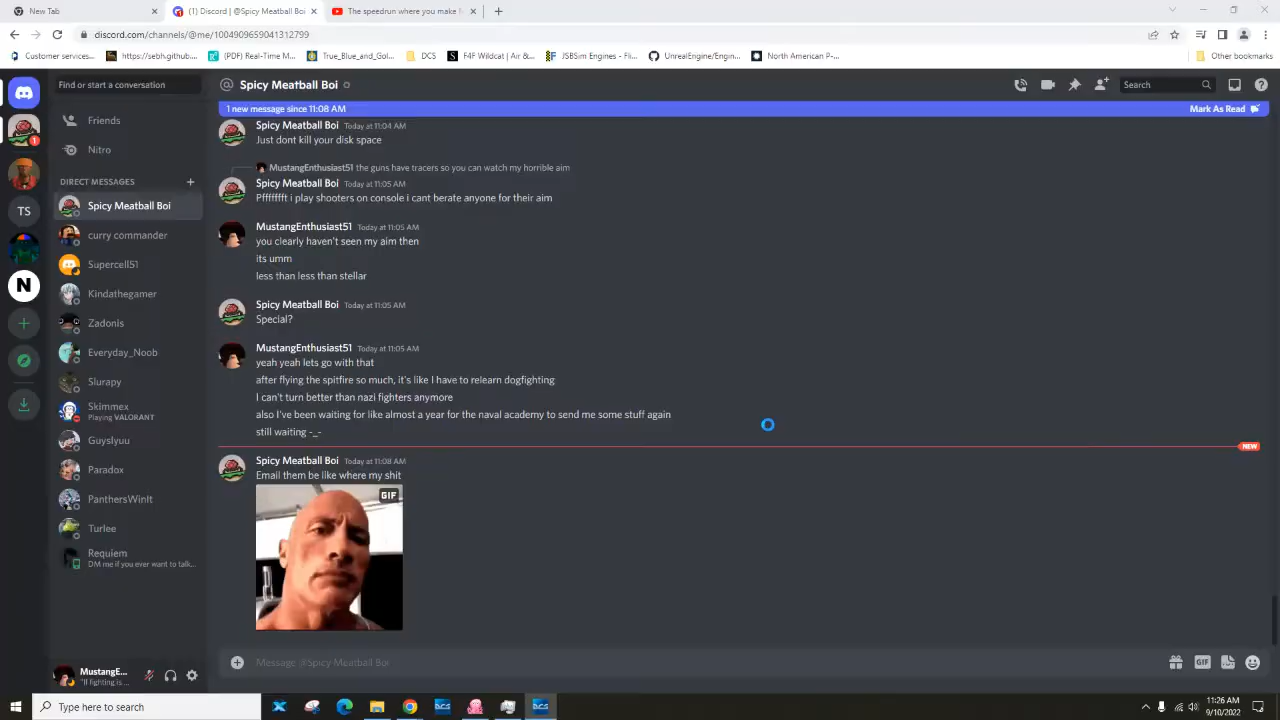 New Tab
Discord | @Spicy Meatball Boi
The speedrun where you make
discord.com/channels/@me/1004909659041312799
Customer services...
https://sebh.github...
(PDF) Real-Time M...
True_Blue_and_Gol...
DCS
F4F Wildcat | Air &...
JSBSim Engines - Fli...
UnrealEngine/Engin...
North American P-...
Other bookmarks
Find or start a conversation
Friends
Nitro
DIRECT MESSAGES
Spicy Meatball Boi
curry commander
Supercell51
Kindathegamer
Zadonis
Everyday_Noob
Slurapy
Skimmex
Playing VALORANT
Guyslyuu
Paradox
PanthersWinIt
Turlee
Requiem
DM me if you ever want to talk...
MustangE...
"If fighting is...
1
TS
N
Spicy Meatball Boi
Search
1 new message since 11:08 AM
Mark As Read
Spicy Meatball Boi Today at 11:04 AM
Just dont kill your disk space
MustangEnthusiast51 the guns have tracers so you can watch my horrible aim
Spicy Meatball Boi Today at 11:05 AM
Pffffffft i play shooters on console i cant berate anyone for their aim
MustangEnthusiast51 Today at 11:05 AM
you clearly haven't seen my aim then
its umm
less than less than stellar
Spicy Meatball Boi Today at 11:05 AM
Special?
MustangEnthusiast51 Today at 11:05 AM
yeah yeah lets go with that
after flying the spitfire so much, it's like I have to relearn dogfighting
I can't turn better than nazi fighters anymore
also I've been waiting for like almost a year for the naval academy to send me some stuff again
still waiting -_-
NEW
Spicy Meatball Boi Today at 11:08 AM
Email them be like where my shit
GIF
Message @Spicy Meatball Boi
GIF
Type here to search
DCS
DCS
11:26 AM
9/10/2022